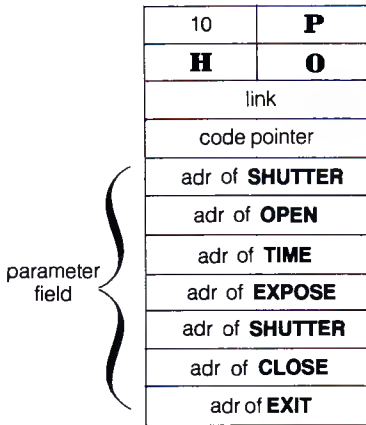 10 P
H O
link
code pointer
parameter
field
adr of SHUTTER
adr of OPEN
adr of TIME
adr of EXPOSE
adr of SHUTTER
adr of CLOSE
adr of EXIT